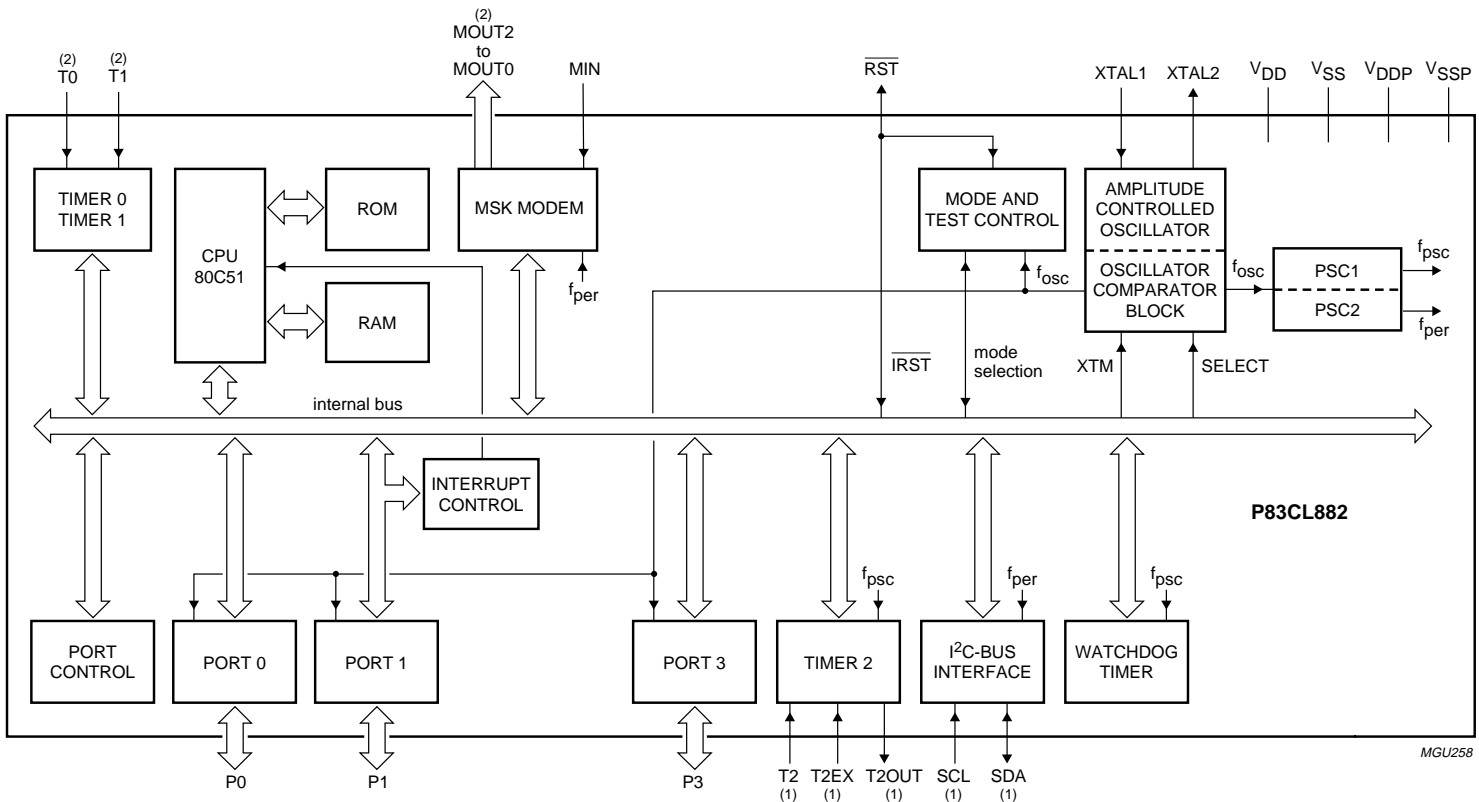 (2)
T0
(2)
T1
(2)
MOUT2
to
MOUT0
MIN
RST
XTAL1
XTAL2
VDD
VSS
VDDP
VSSP
TIMER 0
TIMER 1
CPU
80C51
ROM
RAM
MSK MODEM
fper
MODE AND
TEST CONTROL
fosc
AMPLITUDE
CONTROLLED
OSCILLATOR
OSCILLATOR
COMPARATOR
BLOCK
fosc
PSC1
PSC2
fpsc
fper
IRST
mode
selection
XTM
SELECT
internal bus
INTERRUPT
CONTROL
P83CL882
fpsc
fper
fpsc
PORT
CONTROL
PORT 0
PORT 1
PORT 3
TIMER 2
I2C-BUS
INTERFACE
WATCHDOG
TIMER
P0
P1
P3
T2
(1)
T2EX
(1)
T2OUT
(1)
SCL
(1)
SDA
(1)
MGU258